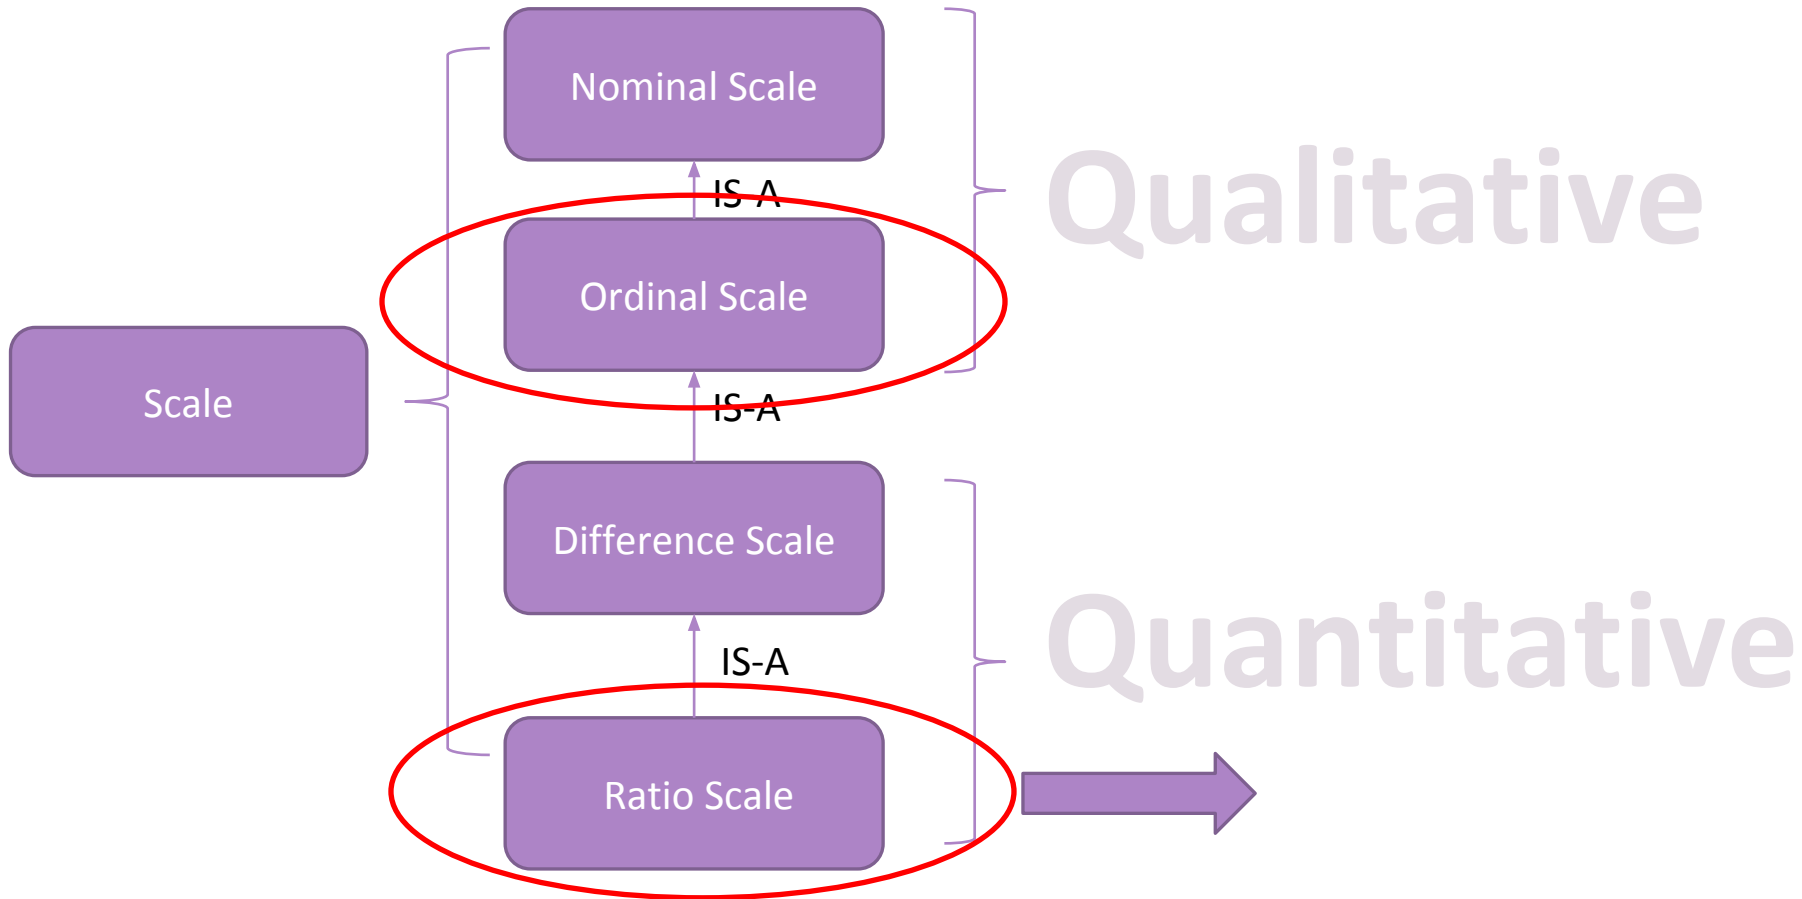 Nominal Scale
IS-A
Qualitative
Ordinal Scale
Scale
IS-A
Difference Scale
Quantitative
IS-A
Ratio Scale